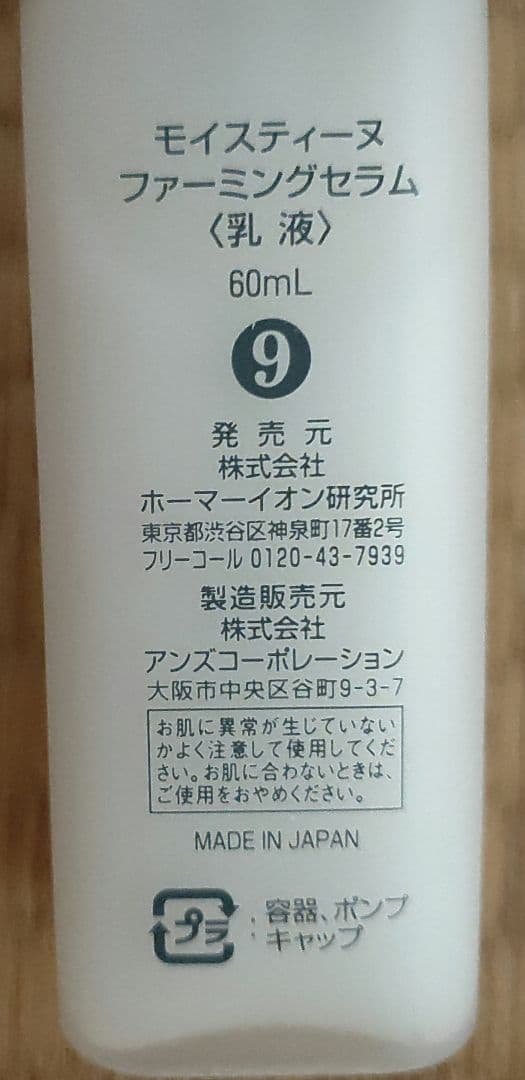 モイスティーヌ
ファーミングセラム
〈乳 液〉
60mL
9
発 売 元
株式会社
ホーマーイオン研究所
東京都渋谷区神泉町17番2号
フリーコール 0120-43-7939
製造販売元
株式会社
アンズコーポレーション
大阪市中央区谷町9-3-7
お肌に異常が生じていない
かよく注意して使用してくだ
さい。お肌に合わないときは、
ご使用をおやめください。
MADE IN JAPAN
プラ : 容器、ポンプ
キャップ